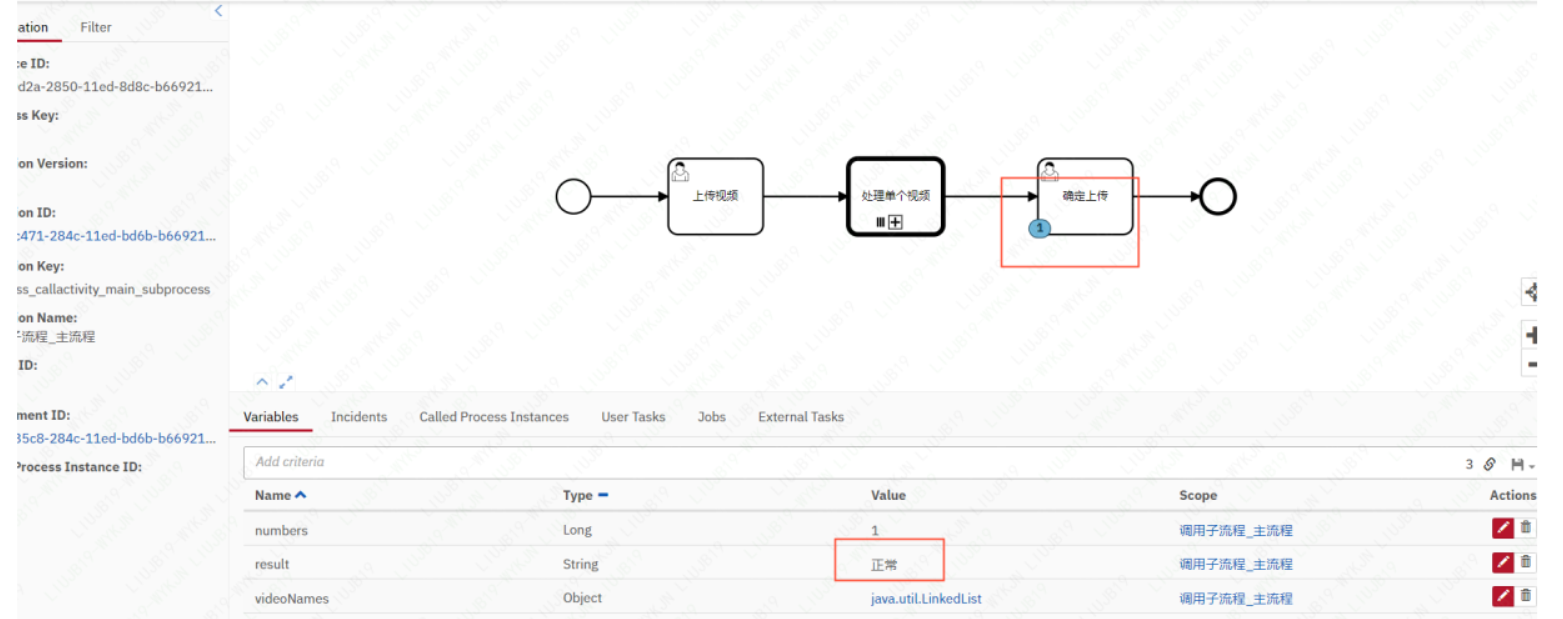 ation Filter
ce ID:
d2a-2850-11ed-8d8c-b66921...
ss Key:
on Version:
on ID:
c471-284c-11ed-bd6b-b66921...
on Key:
ss_callactivity_main_subprocess
on Name:
子流程_主流程
ID:
ment ID:
35c8-284c-11ed-bd6b-b66921...
Process Instance ID:
上传视频
处理单个视频
确定上传
1
Variables Incidents Called Process Instances User Tasks Jobs External Tasks
Add criteria 3
Name Type Value Scope Actions
numbers Long 1 调用子流程_主流程
result String 正常 调用子流程_主流程
videoNames Object java.util.LinkedList 调用子流程_主流程